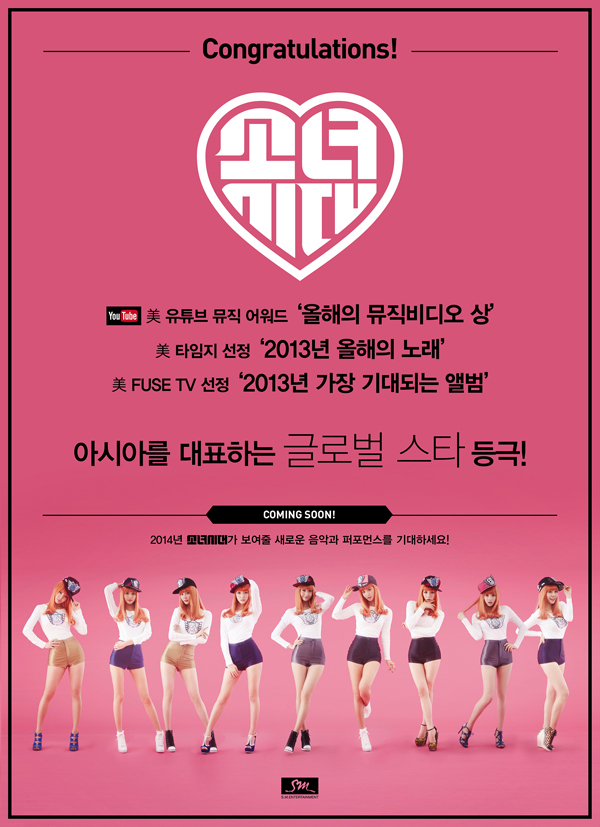 Congratulations!
소녀
시대
YouTube 美 유튜브 뮤직 어워드 ‘올해의 뮤직비디오 상’
美 타임지 선정 ‘2013년 올해의 노래’
美 FUSE TV 선정 ‘2013년 가장 기대되는 앨범’
아시아를 대표하는 글로벌 스타 등극!
COMING SOON!
2014년 소녀시대가 보여줄 새로운 음악과 퍼포먼스를 기대하세요!
SM
S.M.ENTERTAINMENT